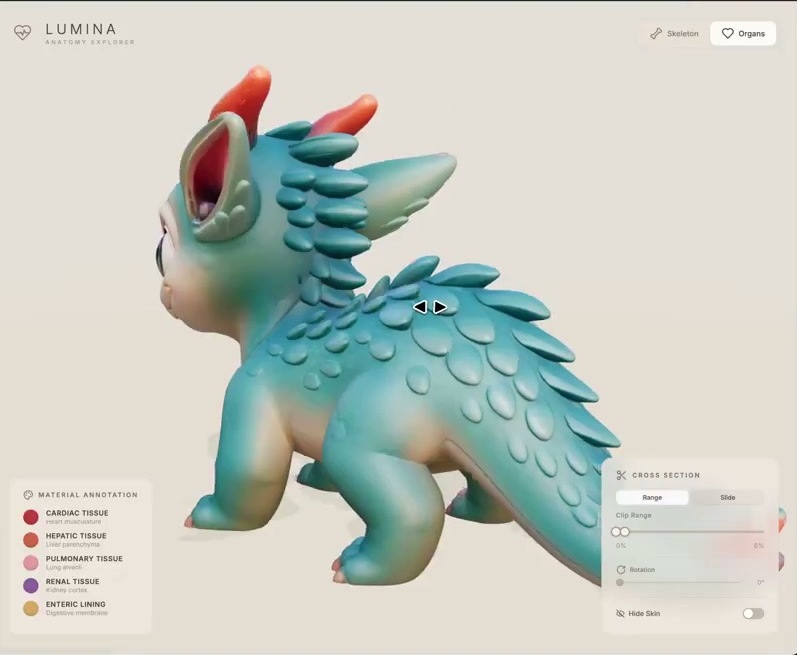 LUMINA
ANATOMY EXPLORER
Skeleton
Organs
MATERIAL ANNOTATION
CARDIAC TISSUE
Heart musculature
HEPATIC TISSUE
Liver parenchyma
PULMONARY TISSUE
Lung alveoli
RENAL TISSUE
Kidney cortex
ENTERIC LINING
Digestive membrane
CROSS SECTION
Range Slide
Clip Range
0% 6%
Rotation 0°
Hide Skin